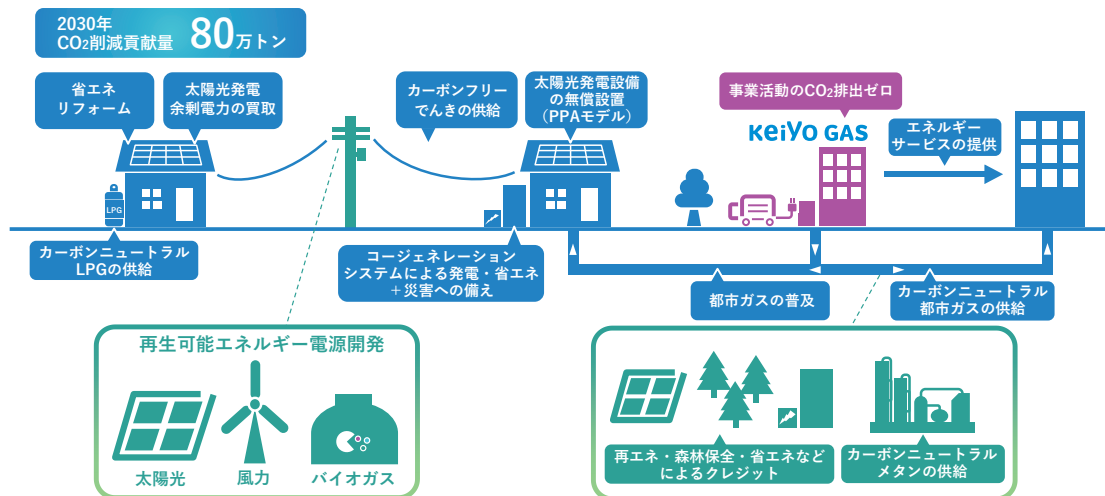 2030年
CO₂削減貢献量 80万トン
省エネ
リフォーム
太陽光発電
余剰電力の買取
カーボンフリー
でんきの供給
太陽光発電設備
の無償設置
（PPAモデル）
事業活動のCO₂排出ゼロ
KeiYO GAS
エネルギー
サービスの提供
LPG
カーボンニュートラル
LPGの供給
コージェネレーション
システムによる発電・省エネ
＋災害への備え
都市ガスの普及
カーボンニュートラル
都市ガスの供給
再生可能エネルギー電源開発
太陽光
風力
バイオガス
再エネ・森林保全・省エネなど
によるクレジット
カーボンニュートラル
メタンの供給